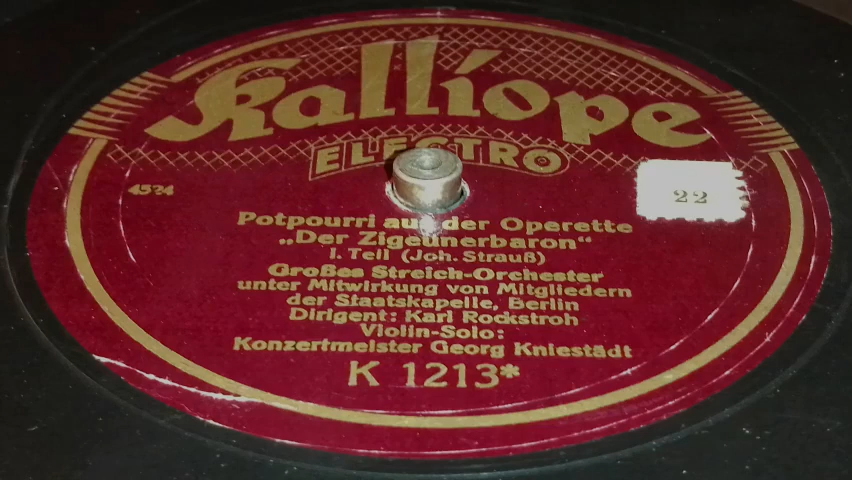 Kalliope
ELECTRO
4524
22
Potpourri aus der Operette
„Der Zigeunerbaron“
I. Teil (Joh. Strauß)
Großes Streich-Orchester
unter Mitwirkung von Mitgliedern
der Staatskapelle, Berlin
Dirigent: Karl Rockstroh
Violin-Solo:
Konzertmeister Georg Kniestädt
K 1213*